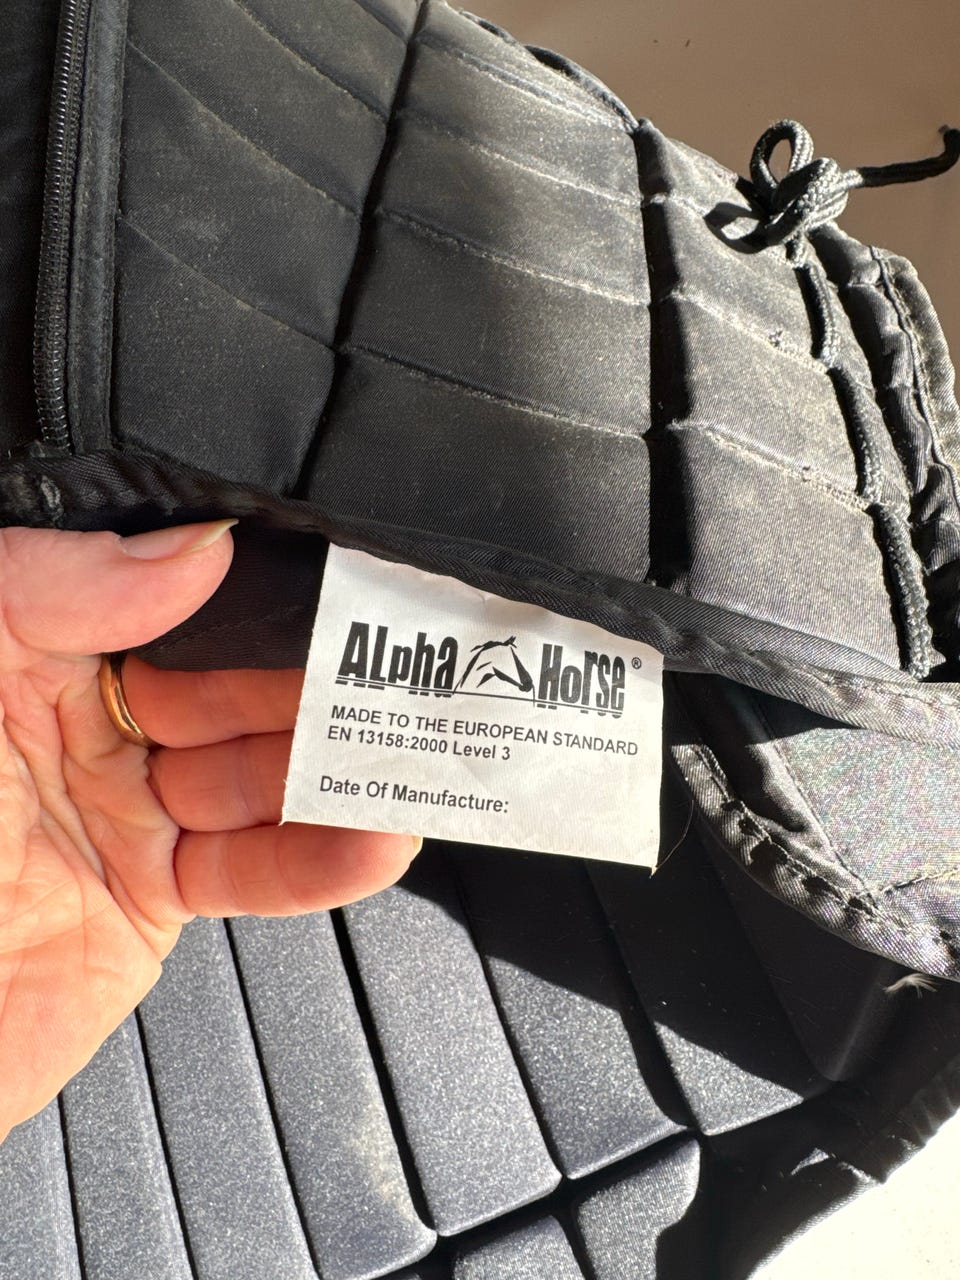 ALpha Horse®
MADE TO THE EUROPEAN STANDARD
EN 13158:2000 Level 3
Date Of Manufacture: